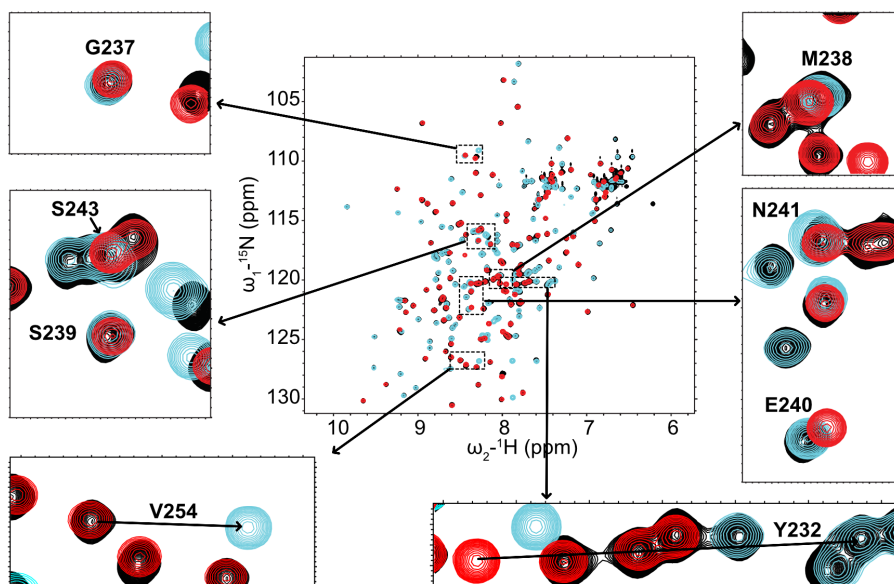 G237
M238
105
110
115
120
125
130
ω₁-¹⁵N (ppm)
10
9
8
7
6
ω₂-¹H (ppm)
S243
S239
N241
E240
V254
Y232